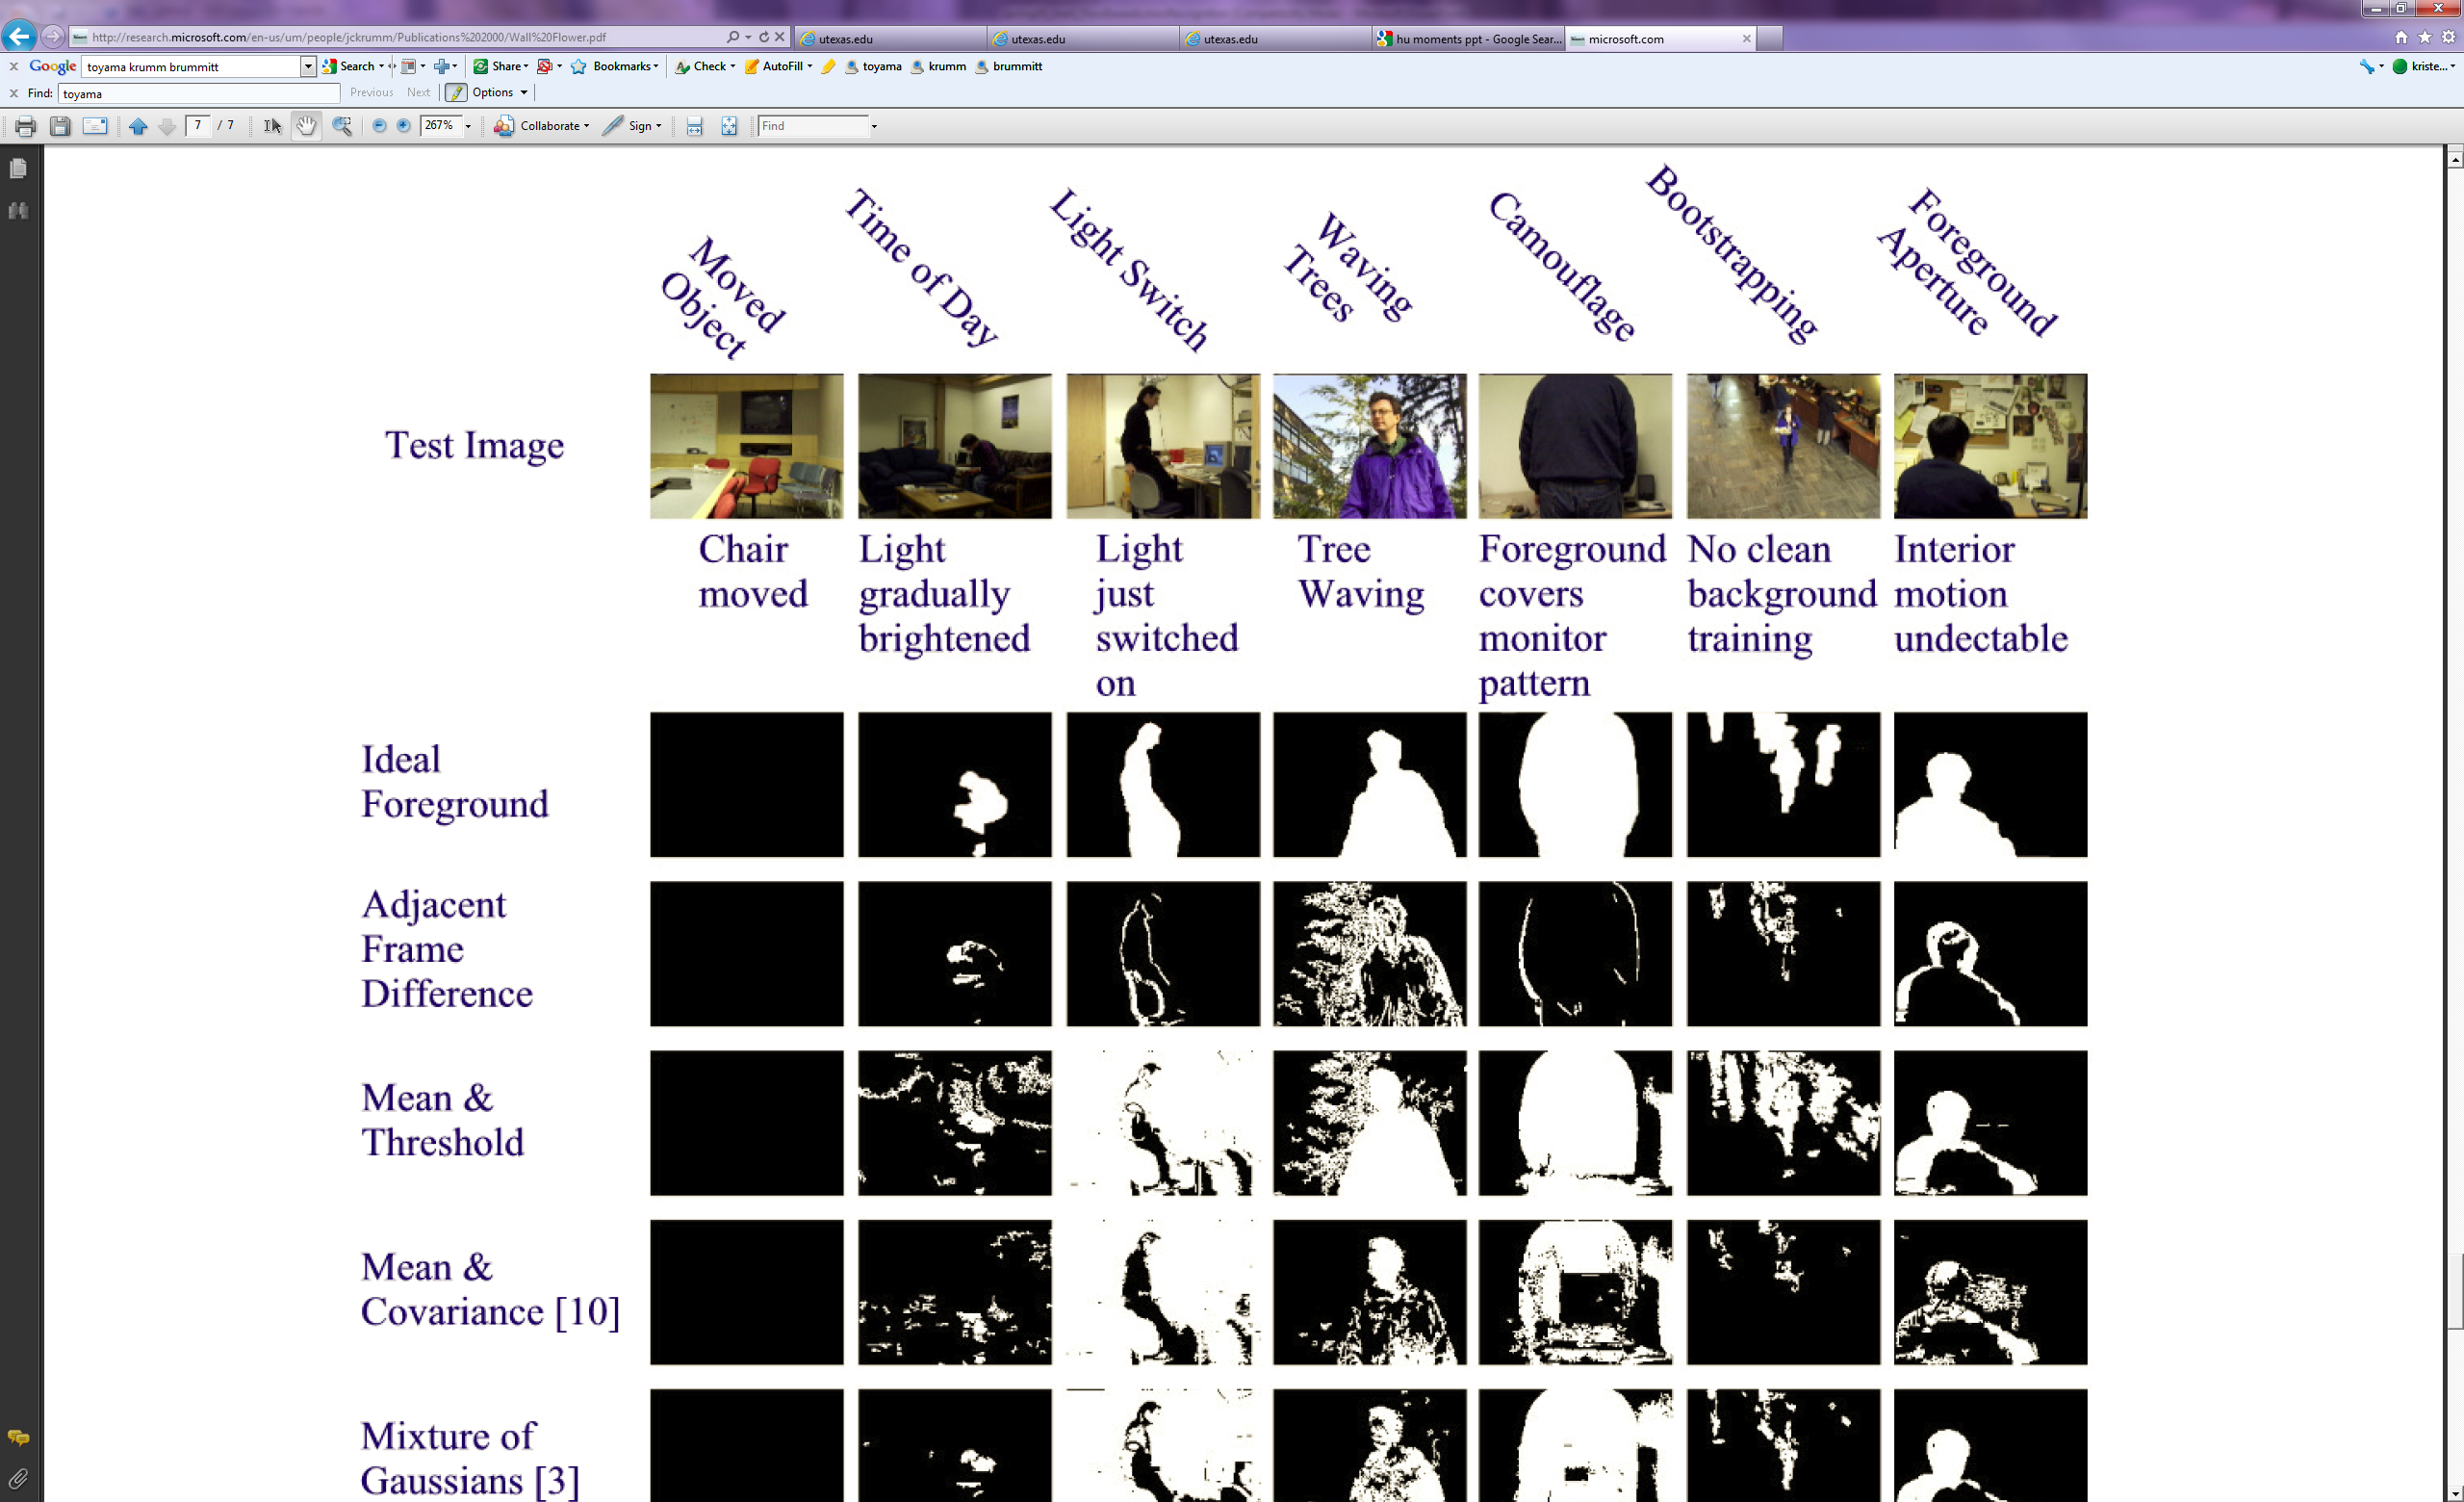 http://research.microsoft.com/en-us/um/people/jckrumm/Publications%202000/Wall%20Flower.pdf
utexas.edu
utexas.edu
utexas.edu
hu moments ppt - Google Sear...
microsoft.com
Google
toyama krumm brummitt
Search
Share
Bookmarks
Check
AutoFill
toyama
krumm
brummitt
kriste...
Find:
toyama
Previous
Next
Options
7
/ 7
267%
Collaborate
Sign
Find
Moved
Object
Time of Day
Light Switch
Waving
Trees
Camouflage
Bootstrapping
Foreground
Aperture
Test Image
Chair
moved
Light
gradually
brightened
Light
just
switched
on
Tree
Waving
Foreground
covers
monitor
pattern
No clean
background
training
Interior
motion
undectable
Ideal
Foreground
Adjacent
Frame
Difference
Mean &
Threshold
Mean &
Covariance [10]
Mixture of
Gaussians [3]